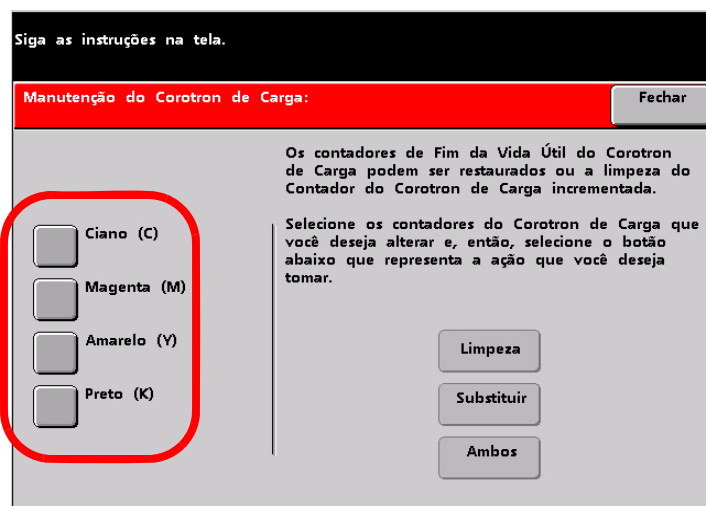 Siga as instruções na tela.
Manutenção do Corotron de Carga:
Fechar
Os contadores de Fim da Vida Útil do Corotron
de Carga podem ser restaurados ou a limpeza do
Contador do Corotron de Carga incrementada.
Selecione os contadores do Corotron de Carga que
você deseja alterar e, então, selecione o botão
abaixo que representa a ação que você deseja
tomar.
Ciano (C)
Magenta (M)
Amarelo (Y)
Preto (K)
Limpeza
Substituir
Ambos